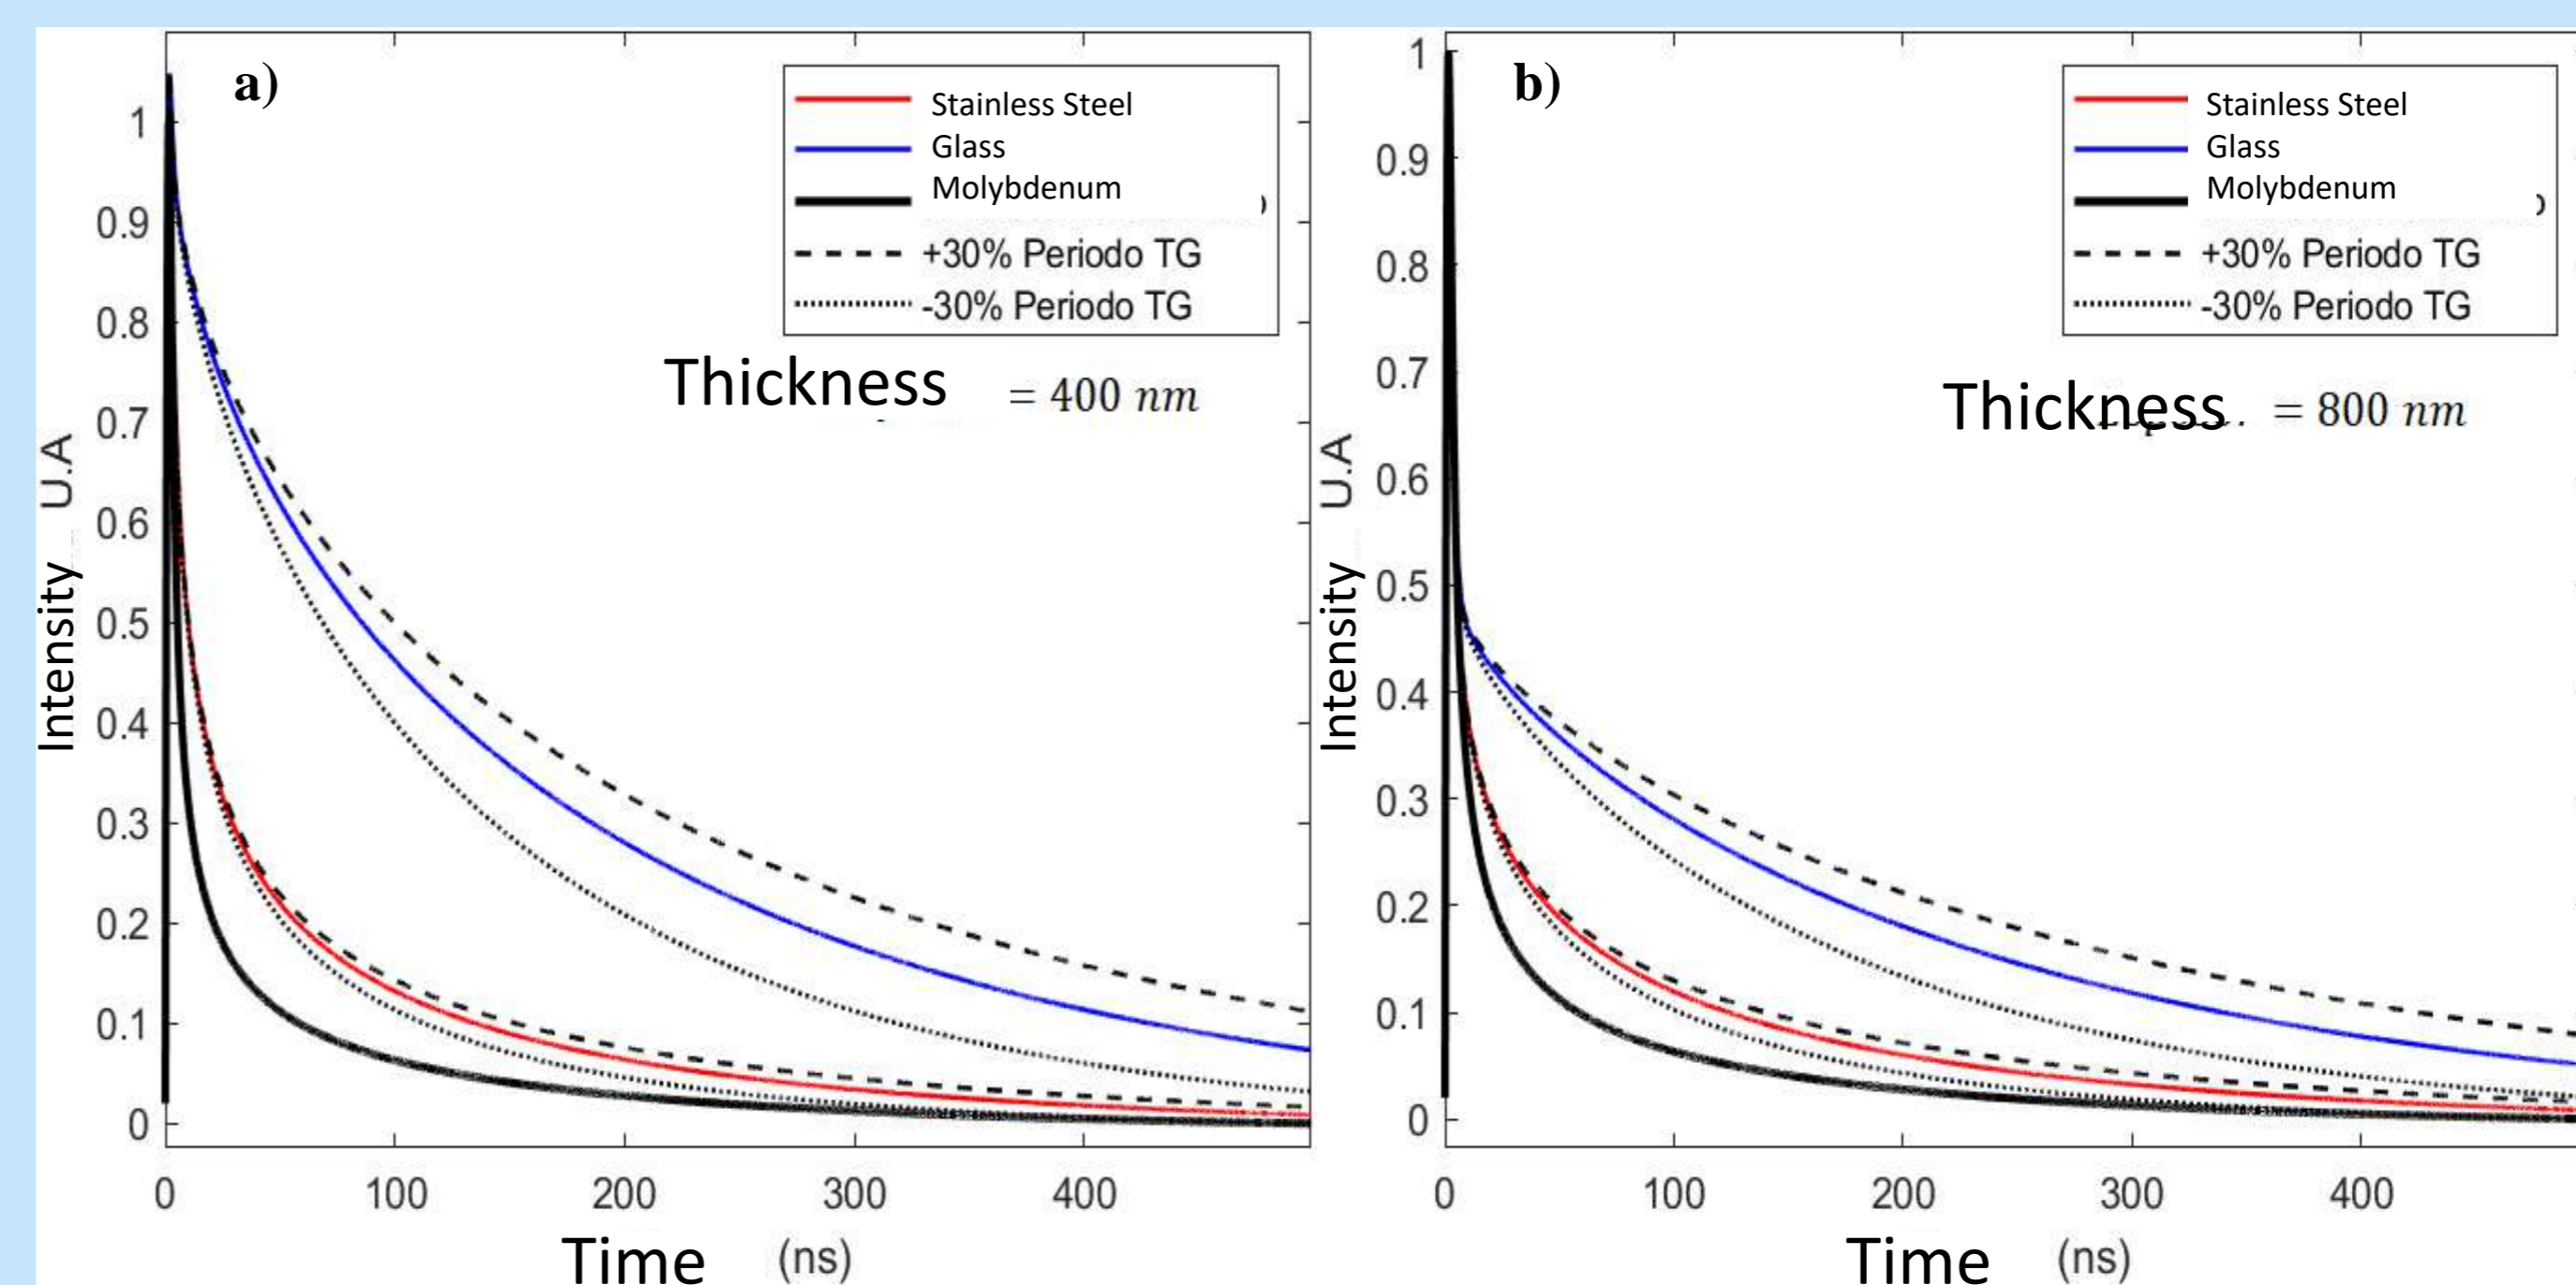 a)
Stainless Steel
Glass
Molybdenum
+30% Periodo TG
-30% Periodo TG
Thickness = 400 nm
Intensity U.A
1
0.9
0.8
0.7
0.6
0.5
0.4
0.3
0.2
0.1
0
0 100 200 300 400
Time (ns)
b)
Stainless Steel
Glass
Molybdenum
+30% Periodo TG
-30% Periodo TG
Thickness = 800 nm
Intensity U.A
1
0.9
0.8
0.7
0.6
0.5
0.4
0.3
0.2
0.1
0
0 100 200 300 400
Time (ns)